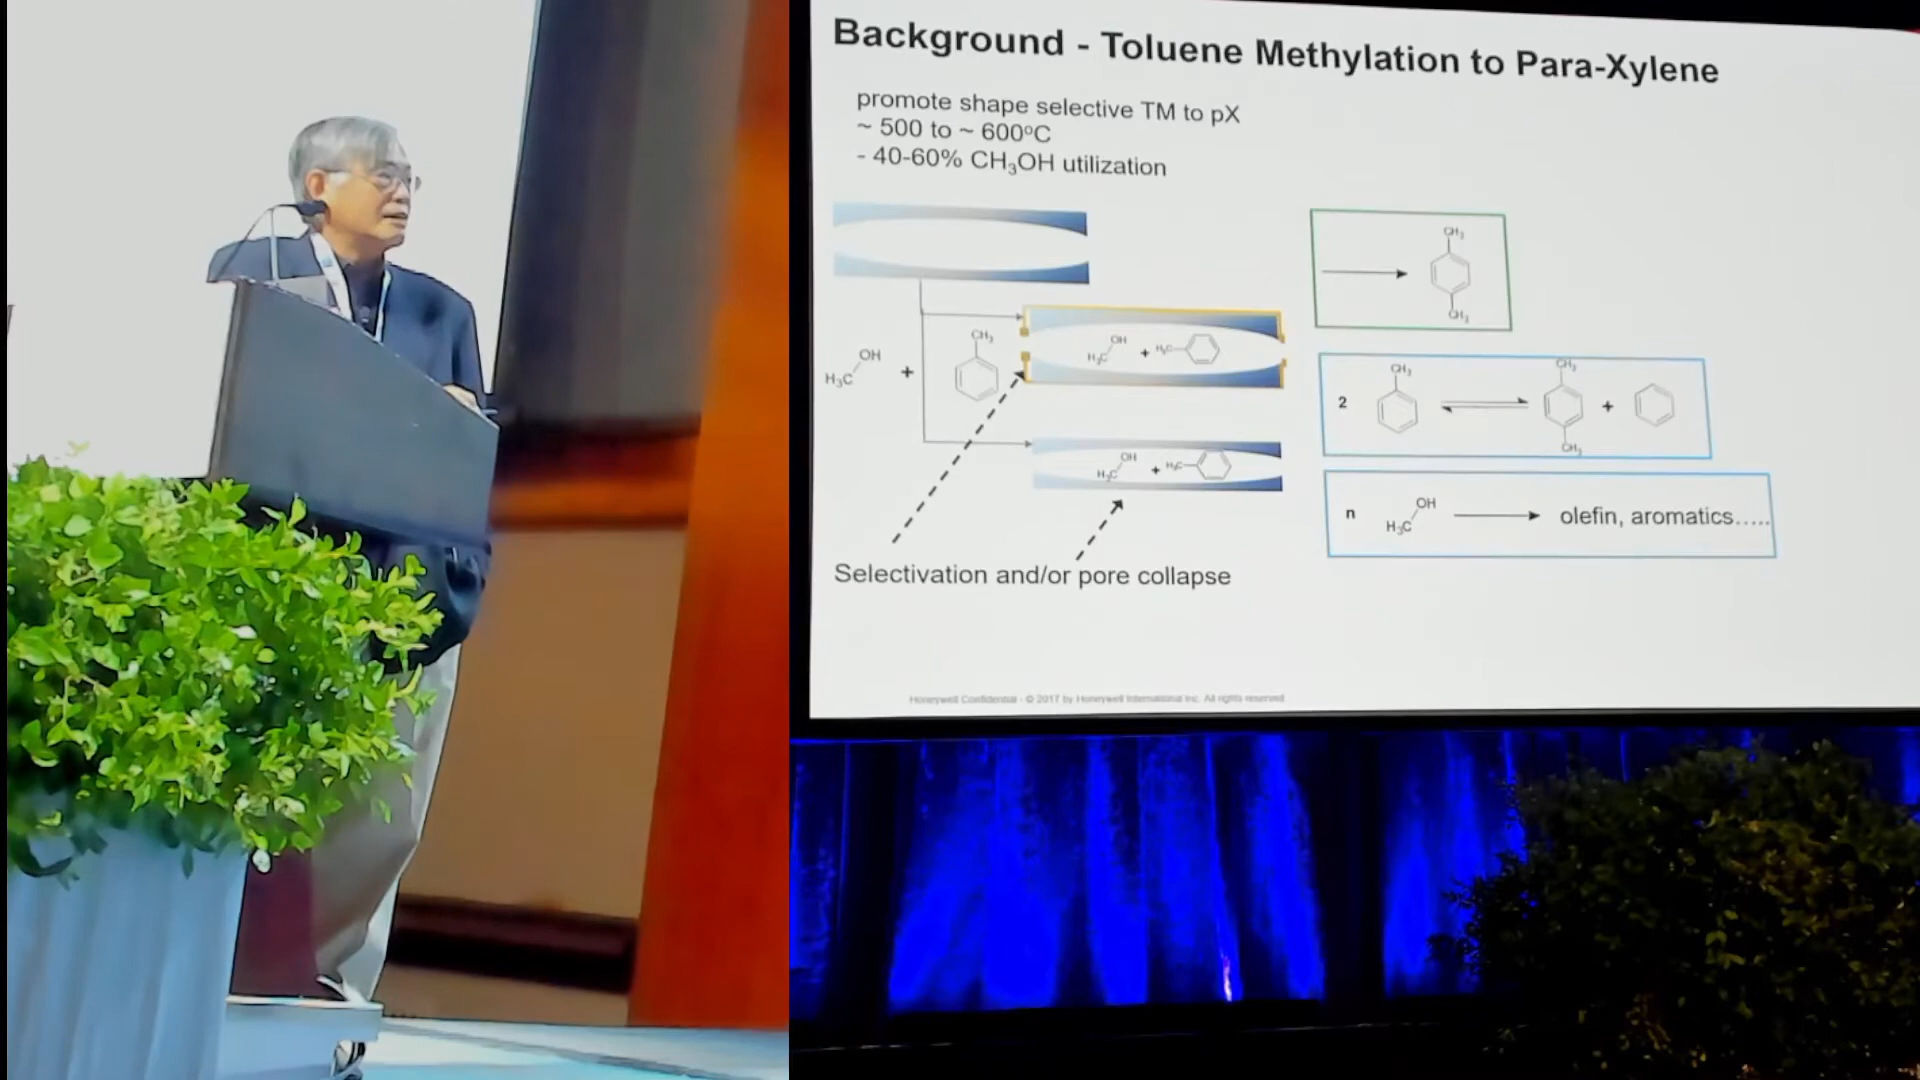 Background - Toluene Methylation to Para-Xylene
promote shape selective TM to pX
~ 500 to ~ 600ºC
- 40-60% CH₃OH utilization
CH₃
CH₃
H₃C OH + CH₃
H₃C OH + H₃C
2 CH₃ CH₃ + CH₃
H₃C OH + H₃C
n H₃C OH olefin, aromatics.....
Selectivation and/or pore collapse
Honeywell Confidential - © 2017 by Honeywell International Inc. All rights reserved.